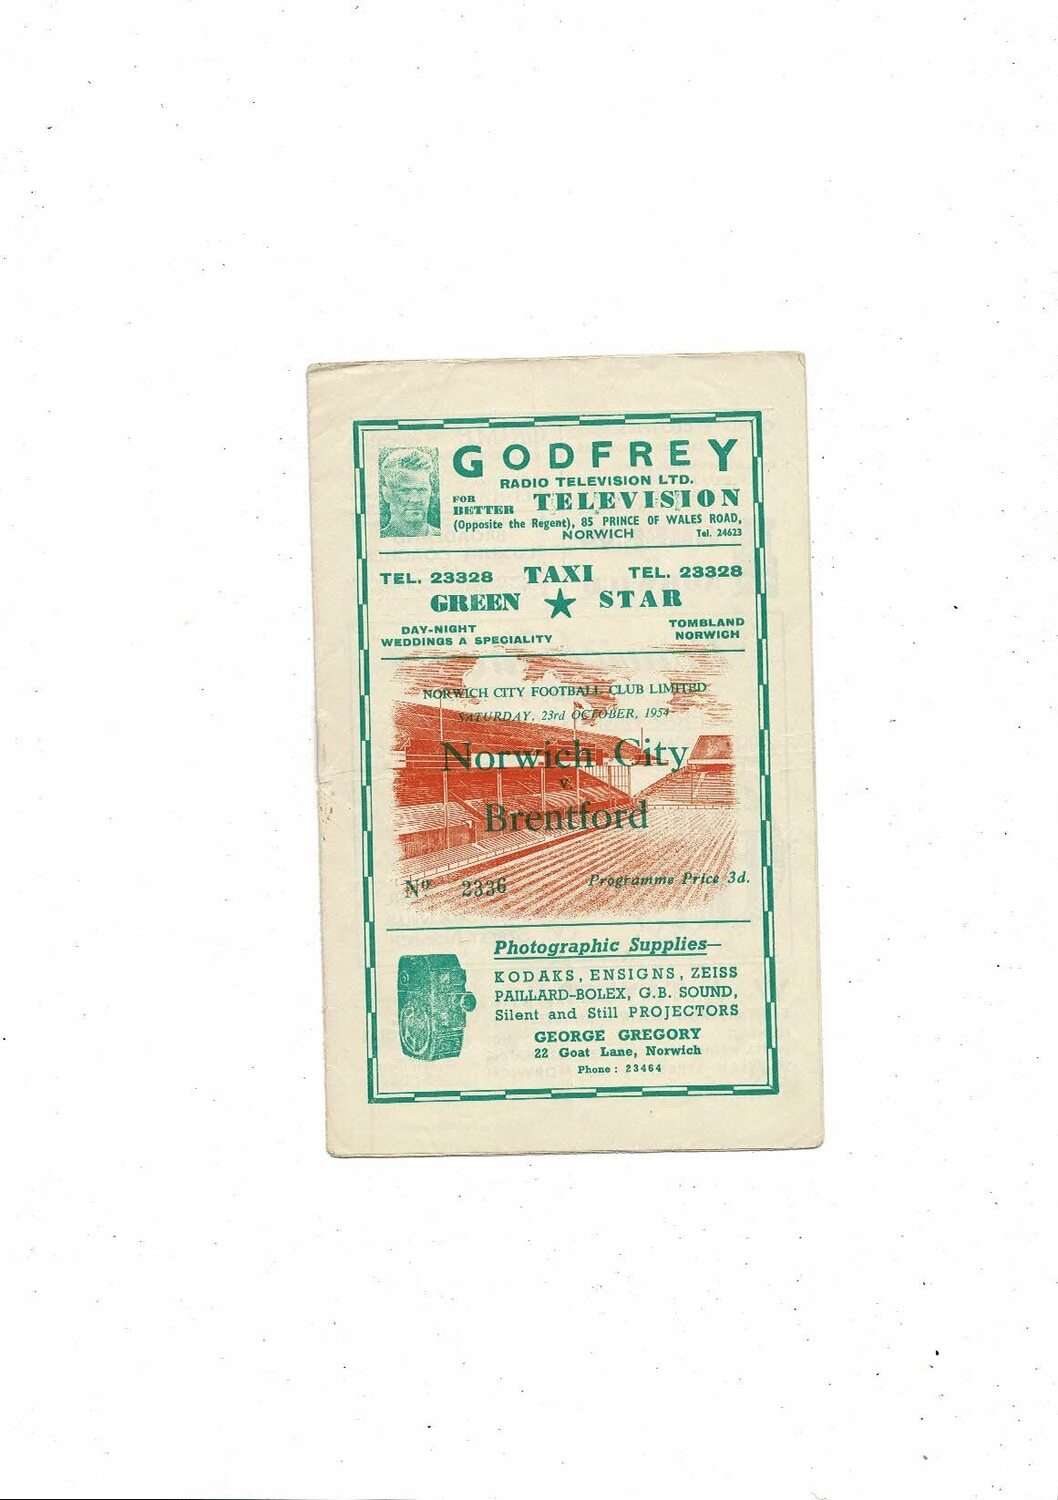 GODFREY
RADIO TELEVISION LTD.
FOR BETTER TELEVISION
(Opposite the Regent), 85 PRINCE OF WALES ROAD,
NORWICH Tel. 24623
TEL. 23328 TAXI TEL. 23328
GREEN ★ STAR
DAY-NIGHT
WEDDINGS A SPECIALITY
TOMBLAND
NORWICH
NORWICH CITY FOOTBALL CLUB LIMITED
SATURDAY, 23rd OCTOBER, 1954
Norwich City
v.
Brentford
No. 2336 Programme Price 3d.
Photographic Supplies—
KODAKS, ENSIGNS, ZEISS
PAILLARD-BOLEX, G.B. SOUND,
Silent and Still PROJECTORS
GEORGE GREGORY
22 Goat Lane, Norwich
Phone: 23464